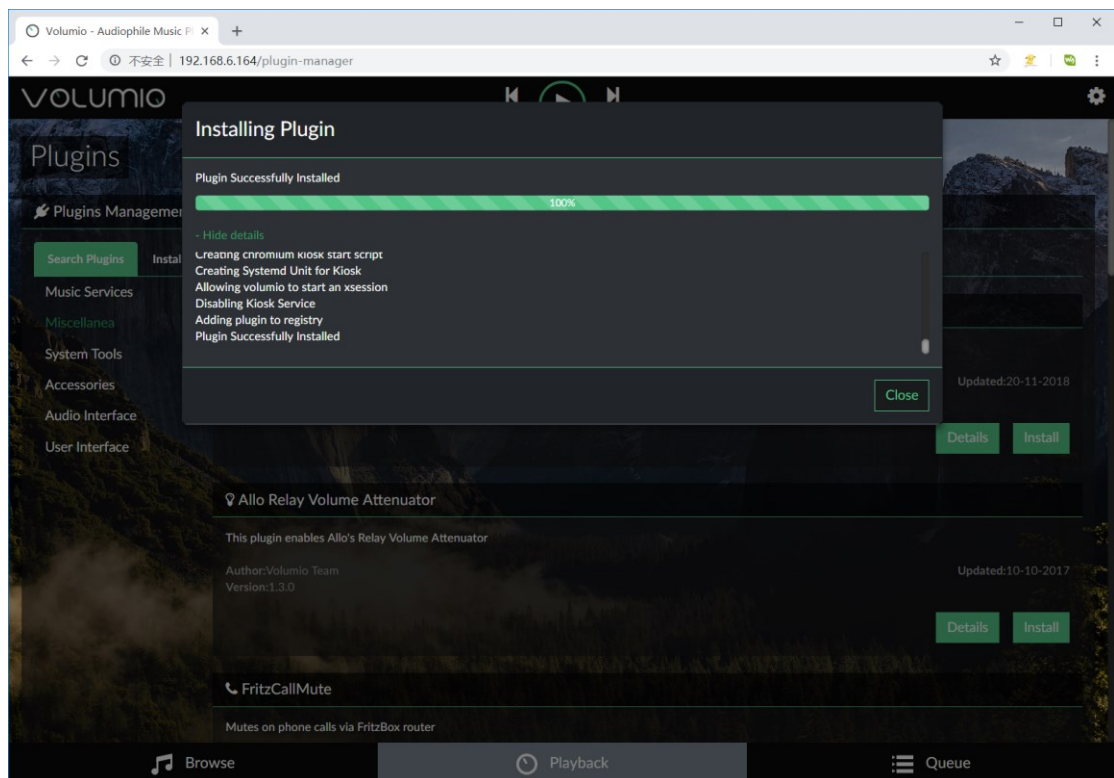 Volumio - Audiophile Music Pl
不安全 | 192.168.6.164/plugin-manager
VOLUMIO
Installing Plugin
Plugin Successfully Installed
100%
- Hide details
Creating chromium kiosk start script
Creating Systemd Unit for Kiosk
Allowing volumio to start an xsession
Disabling Kiosk Service
Adding plugin to registry
Plugin Successfully Installed
Close
Plugins
Plugins Managemen
Search Plugins Instal
Music Services
Miscellanea
System Tools
Accessories
Audio Interface
User Interface
Updated:20-11-2018
Details Install
Allo Relay Volume Attenuator
This plugin enables Allo's Relay Volume Attenuator
Author:Volumio Team
Version:1.3.0
Updated:10-10-2017
Details Install
FritzCallMute
Mutes on phone calls via FritzBox router
Browse Playback Queue